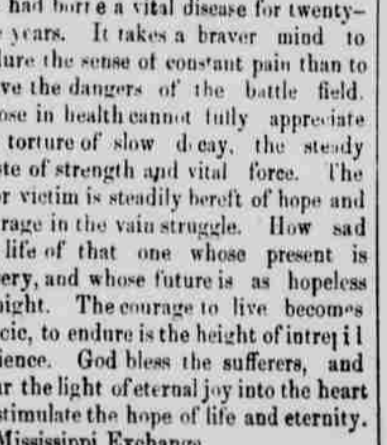 had borre a vital disease for twenty–
years. It takes a braver mind to
dure the sense of constant pain than to
ve the dangers of the battle field.
ose in health cannot fully appreciate
torture of slow decay, the steady
te of strength and vital force. The
r victim is steadily bereft of hope and
rage in the vain struggle. How sad
life of that one whose present is
ery, and whose future is as hopeless
night. The courage to live becomes
cic, to endure is the height of intrepil
ience. God bless the sufferers, and
ur the light of eternal joy into the heart
stimulate the hope of life and eternity.
Mississippi Exchange